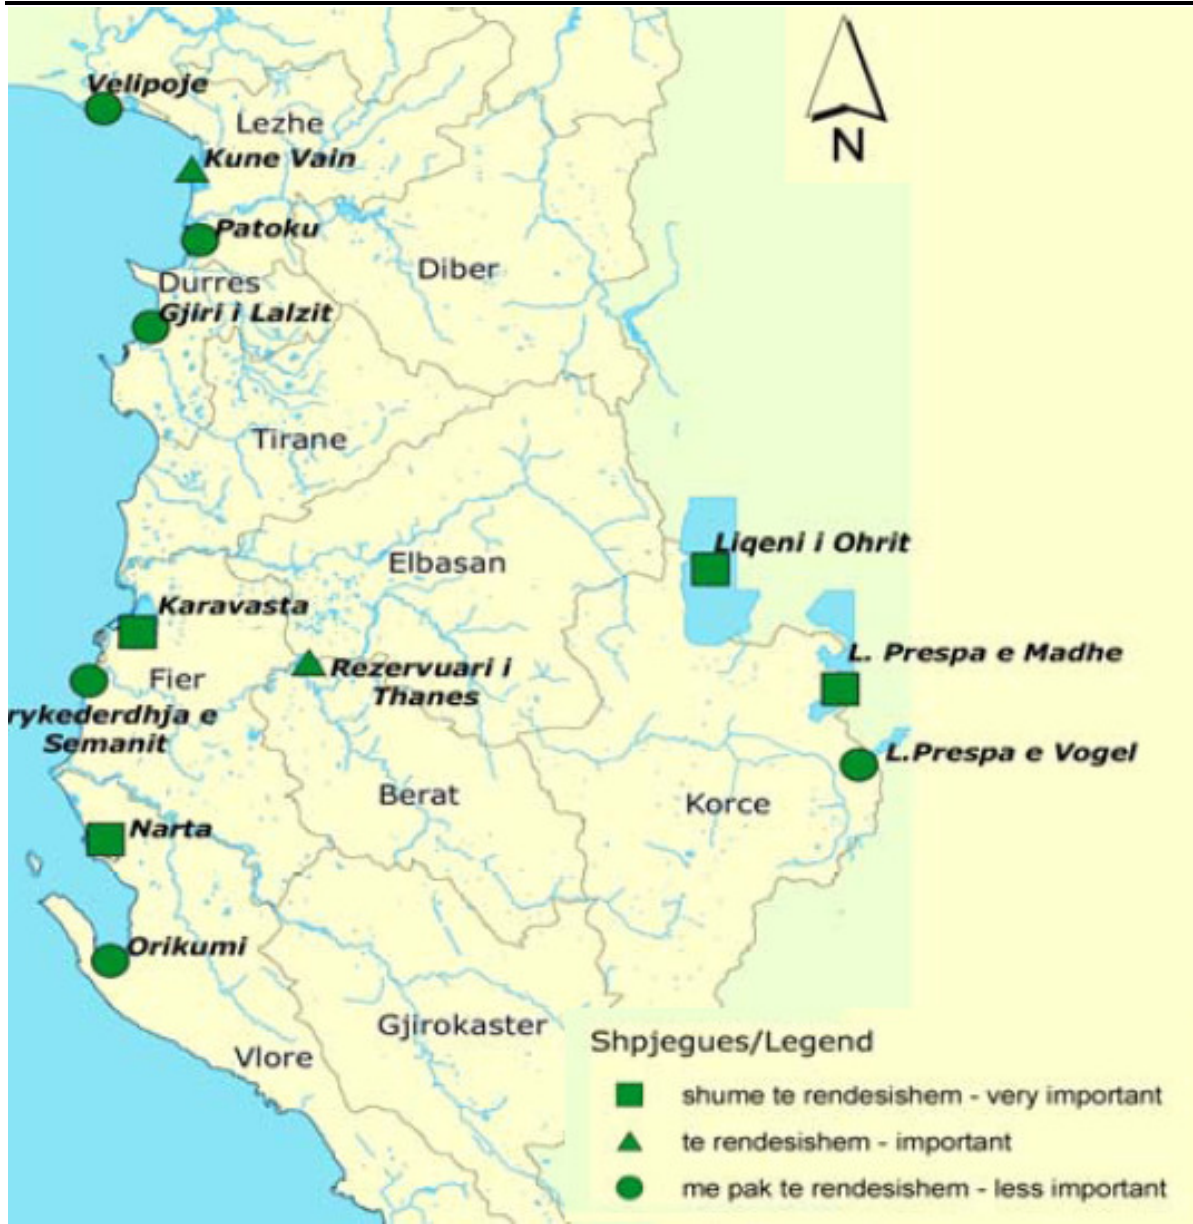 Velipoje
Lezhe
Kune Vain
N
Patoku
Diber
Durres
Gjiri i Lalzit
Tirane
Liqeni i Ohrit
Elbasan
Karavasta
L. Prespa e Madhe
Rezervuari i
Thanes
Fier
rykederdhja e
Semanit
L.Prespa e Vogel
Berat
Korce
Narta
Orikumi
Gjirokaster
Vlore
Shpjegues/Legend
shume te rendesishem - very important
te rendesishem - important
me pak te rendesishem - less important